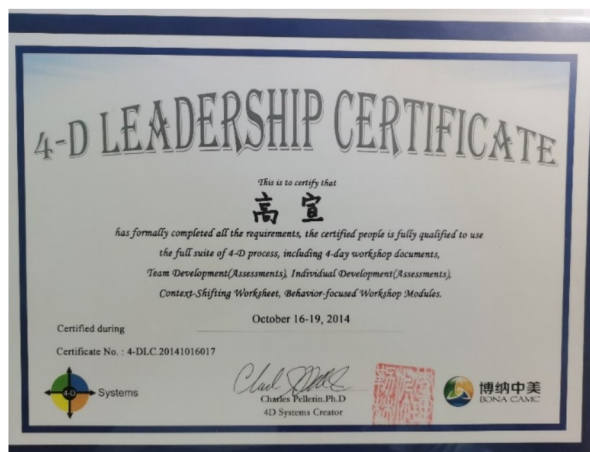 4-D LEADERSHIP CERTIFICATE
This is to certify that
高宣
has formally completed all the requirements, the certified people is fully qualified to use
the full suite of 4-D process, including 4-day workshop documents,
Team Development(Assessments), Individual Development(Assessments),
Context-Shifting Worksheet, Behavior-focused Workshop Modules.
October 16-19, 2014
Certified during
Certificate No. : 4-DLC.20141016017
4-D Systems
Charles Pellerin.Ph.D
4D Systems Creator
博纳中美
BONA CAMC